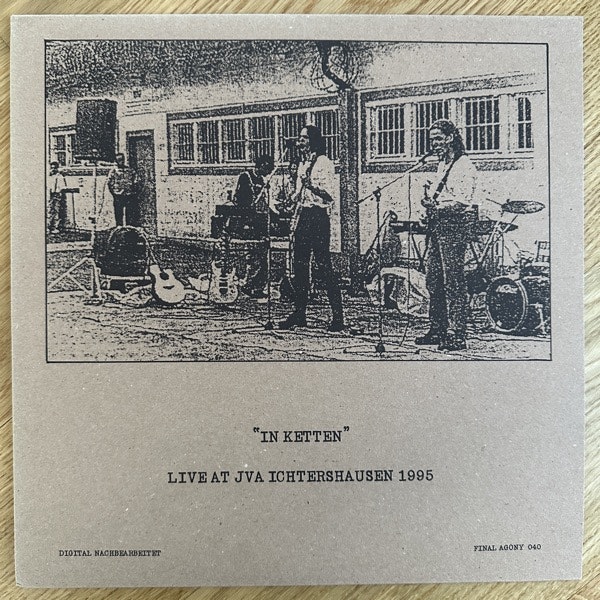 "IN KETTEN"
LIVE AT JVA ICHTERSHAUSEN 1995
DIGITAL NACHBEARBEITET
FINAL AGONY 040